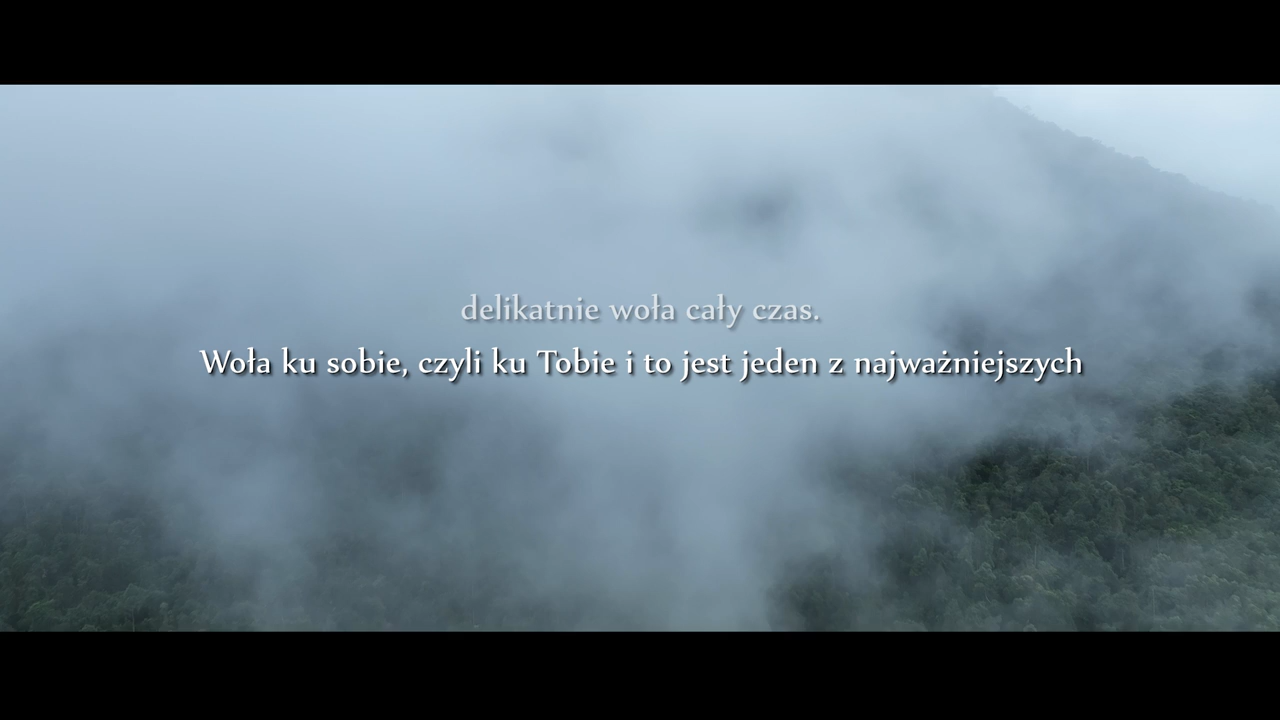 delikatnie woła cały czas.
Woła ku sobie, czyli ku Tobie i to jest jeden z najważniejszych